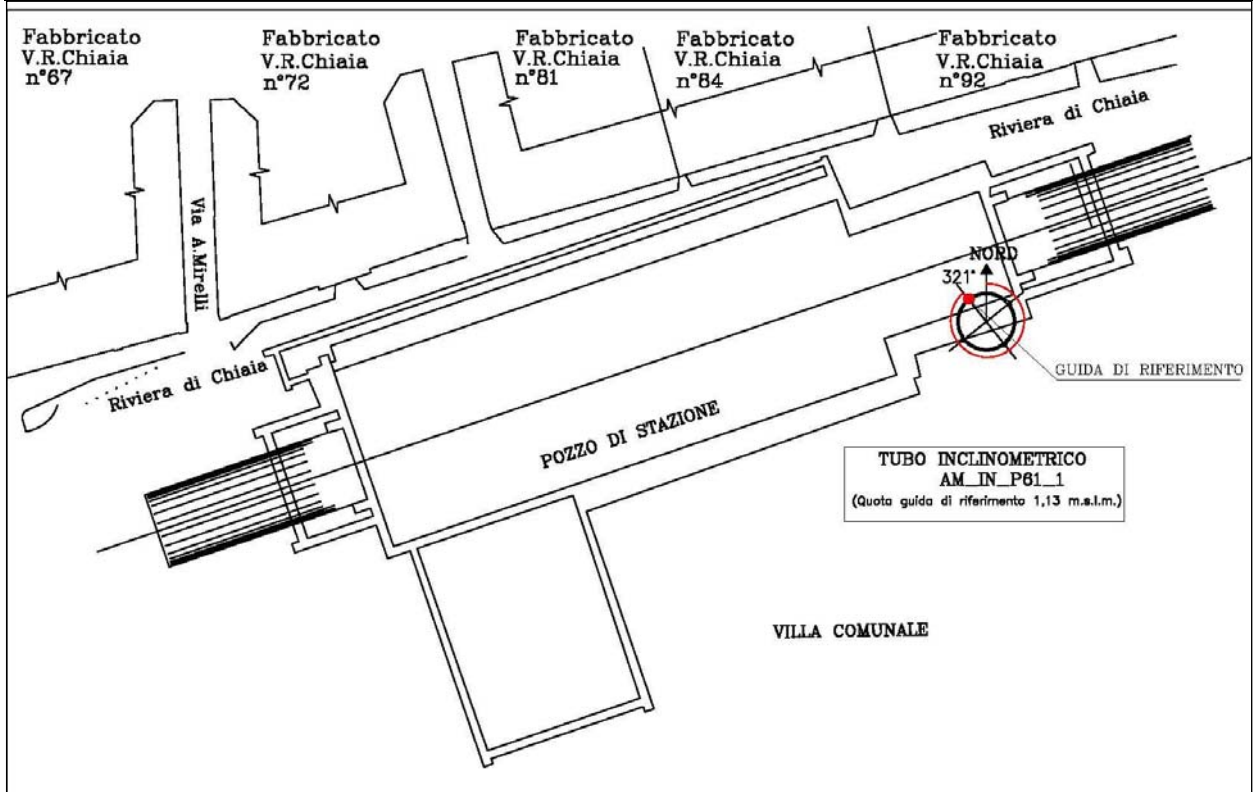 Fabbricato
V.R.Chiaia
n°67
Fabbricato
V.R.Chiaia
n°72
Fabbricato
V.R.Chiaia
n°81
Fabbricato
V.R.Chiaia
n°84
Fabbricato
V.R.Chiaia
n°92
Riviera di Chiaia
Via A.Mirelli
NORD
321°
Riviera di Chiaia
GUIDA DI RIFERIMENTO
POZZO DI STAZIONE
TUBO INCLINOMETRICO
AM_IN_P61_1
(Quota guida di riferimento 1,13 m.s.l.m.)
VILLA COMUNALE